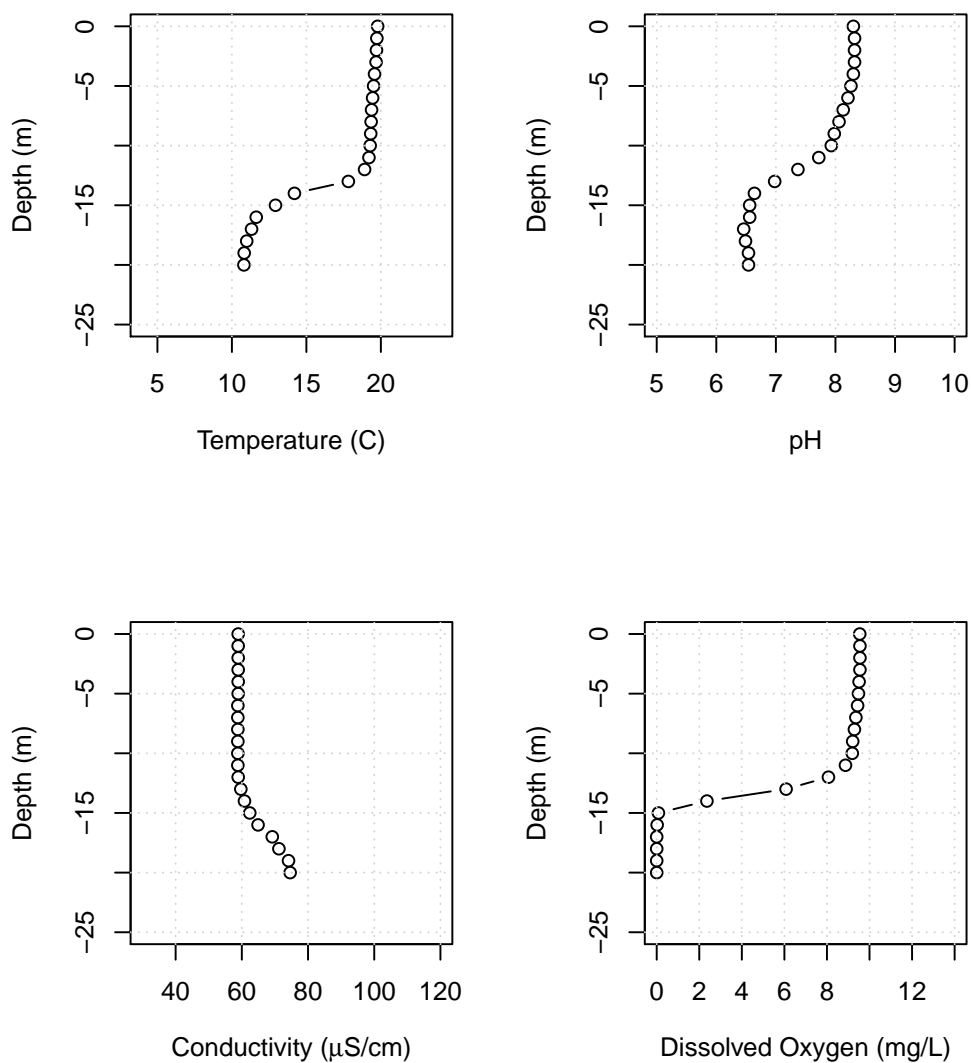 0
−5
−15
−25
Depth (m)
5 10 15 20
Temperature (C)
0
−5
−15
−25
Depth (m)
5 6 7 8 9 10
pH
0
−5
−15
−25
Depth (m)
40 60 80 100 120
Conductivity (μS/cm)
0
−5
−15
−25
Depth (m)
0 2 4 6 8 12
Dissolved Oxygen (mg/L)